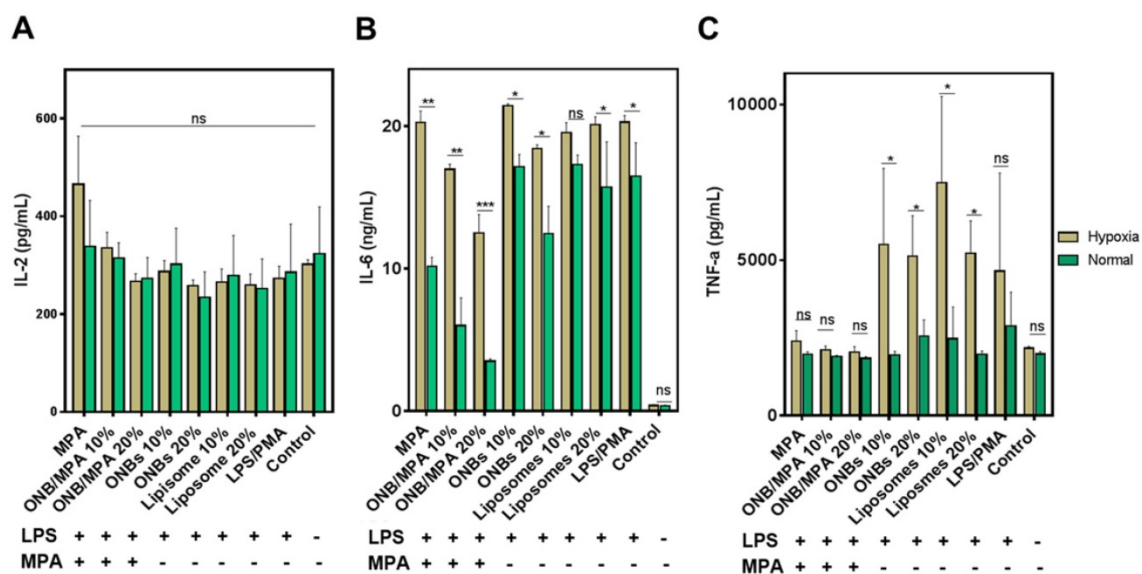 A
IL-2 (pg/mL)
600
400
200
0
ns
MPA
ONB/MPA 10%
ONB/MPA 20%
ONBs 10%
ONBs 20%
Lipisome 10%
Liposome 20%
LPS/PMA
Control
LPS + + + + + + + + -
MPA + + + - - - - - -
B
IL-6 (ng/mL)
20
10
0
** ** *** * * ns * * ns
MPA
ONB/MPA 10%
ONB/MPA 20%
ONBs 10%
ONBs 20%
Liposomes 10%
Liposomes 20%
LPS/PMA
Control
LPS + + + + + + + + -
MPA + + + - - - - - -
C
TNF-a (pg/mL)
10000
5000
0
ns ns ns * * * * ns ns
MPA
ONB/MPA 10%
ONB/MPA 20%
ONBs 10%
ONBs 20%
Liposomes 10%
Liposomes 20%
LPS/PMA
Control
LPS + + + + + + + + -
MPA + + + - - - - - -
Hypoxia
Normal